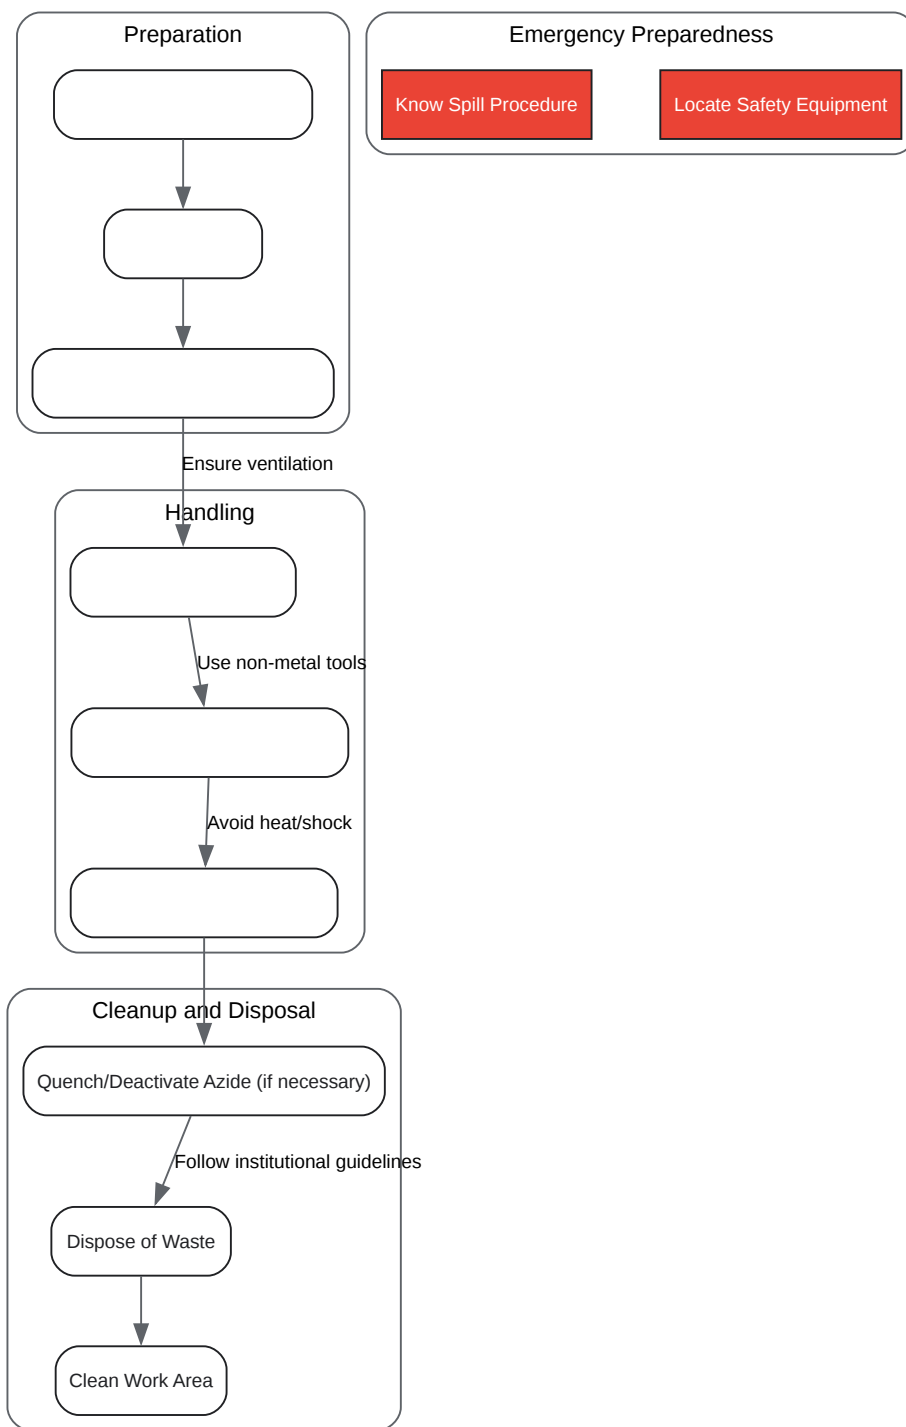 Preparation
Emergency Preparedness
Know Spill Procedure
Locate Safety Equipment
Ensure ventilation
Handling
Use non-metal tools
Avoid heat/shock
Cleanup and Disposal
Quench/Deactivate Azide (if necessary)
Follow institutional guidelines
Dispose of Waste
Clean Work Area